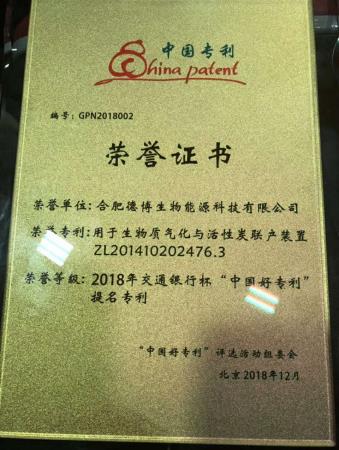 中国专利
China patent
编号：GPN2018002
荣誉证书
荣誉单位：合肥德博生物能源科技有限公司
荣誉专利：用于生物质气化与活性炭联产装置
ZL201410202476.3
荣誉等级：2018年交通银行杯“中国好专利”
提名专利
“中国好专利”评选活动组委会
北京 2018年12月